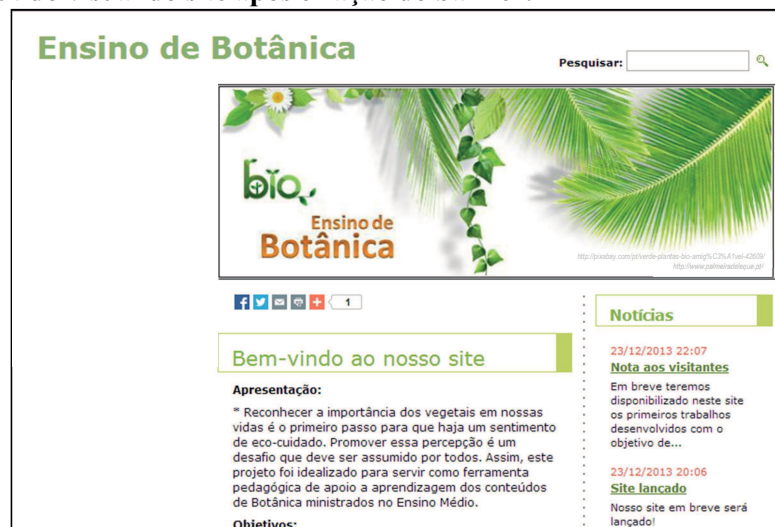 Ensino de Botânica
Pesquisar:
bio
Ensino de
Botânica
http://pixabay.com/pt/verde-plantas-bio-amig%C3%A1vel-42609/
http://www.palmeiradeleque.pt/
1
Bem-vindo ao nosso site
Apresentação:
* Reconhecer a importância dos vegetais em nossas
vidas é o primeiro passo para que haja um sentimento
de eco-cuidado. Promover essa percepção é um
desafio que deve ser assumido por todos. Assim, este
projeto foi idealizado para servir como ferramenta
pedagógica de apoio a aprendizagem dos conteúdos
de Botânica ministrados no Ensino Médio.
Objetivos:
Notícias
23/12/2013 22:07
Nota aos visitantes
Em breve teremos
disponibilizado neste site
os primeiros trabalhos
desenvolvidos com o
objetivo de...
23/12/2013 20:06
Site lançado
Nosso site em breve será
lançado!